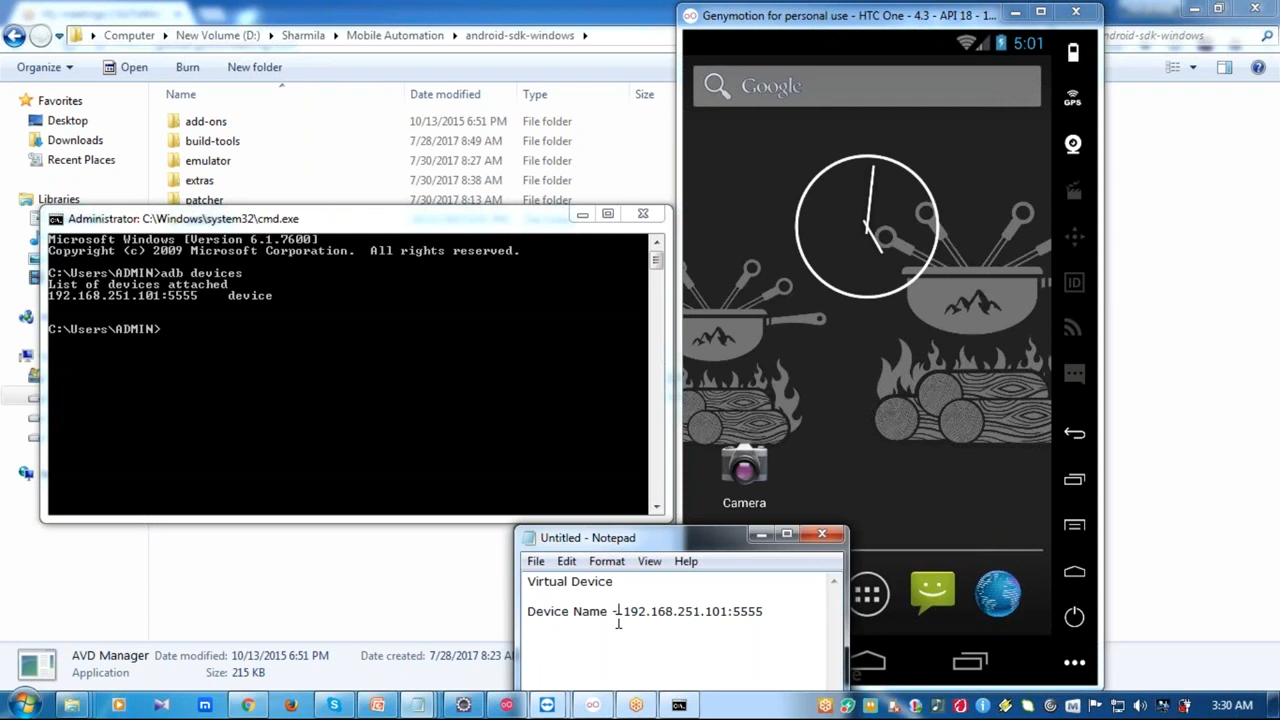 Genymotion for personal use - HTC One - 4.3 - API 18 - 1...
Computer
New Volume (D:)
Sharmila
Mobile Automation
android-sdk-windows
android-sdk-windows
Organize
Open
Burn
New folder
Name
Date modified
Type
Size
Favorites
Desktop
Downloads
Recent Places
Libraries
add-ons
10/13/2015 6:51 PM
File folder
build-tools
7/28/2017 8:49 AM
File folder
emulator
7/30/2017 8:27 AM
File folder
extras
7/30/2017 8:38 AM
File folder
patcher
7/30/2017 8:13 AM
File folder
Administrator: C:\Windows\system32\cmd.exe
Microsoft Windows [Version 6.1.7600]
Copyright (c) 2009 Microsoft Corporation. All rights reserved.
C:\Users\ADMIN>adb devices
List of devices attached
192.168.251.101:5555 device
C:\Users\ADMIN>
5:01
Google
GPS
ID
Camera
Untitled - Notepad
File Edit Format View Help
Virtual Device
Device Name - 192.168.251.101:5555
AVD Manager
Application
Date modified: 10/13/2015 6:51 PM
Size: 215 KB
Date created: 7/28/2017 8:23
3:30 AM